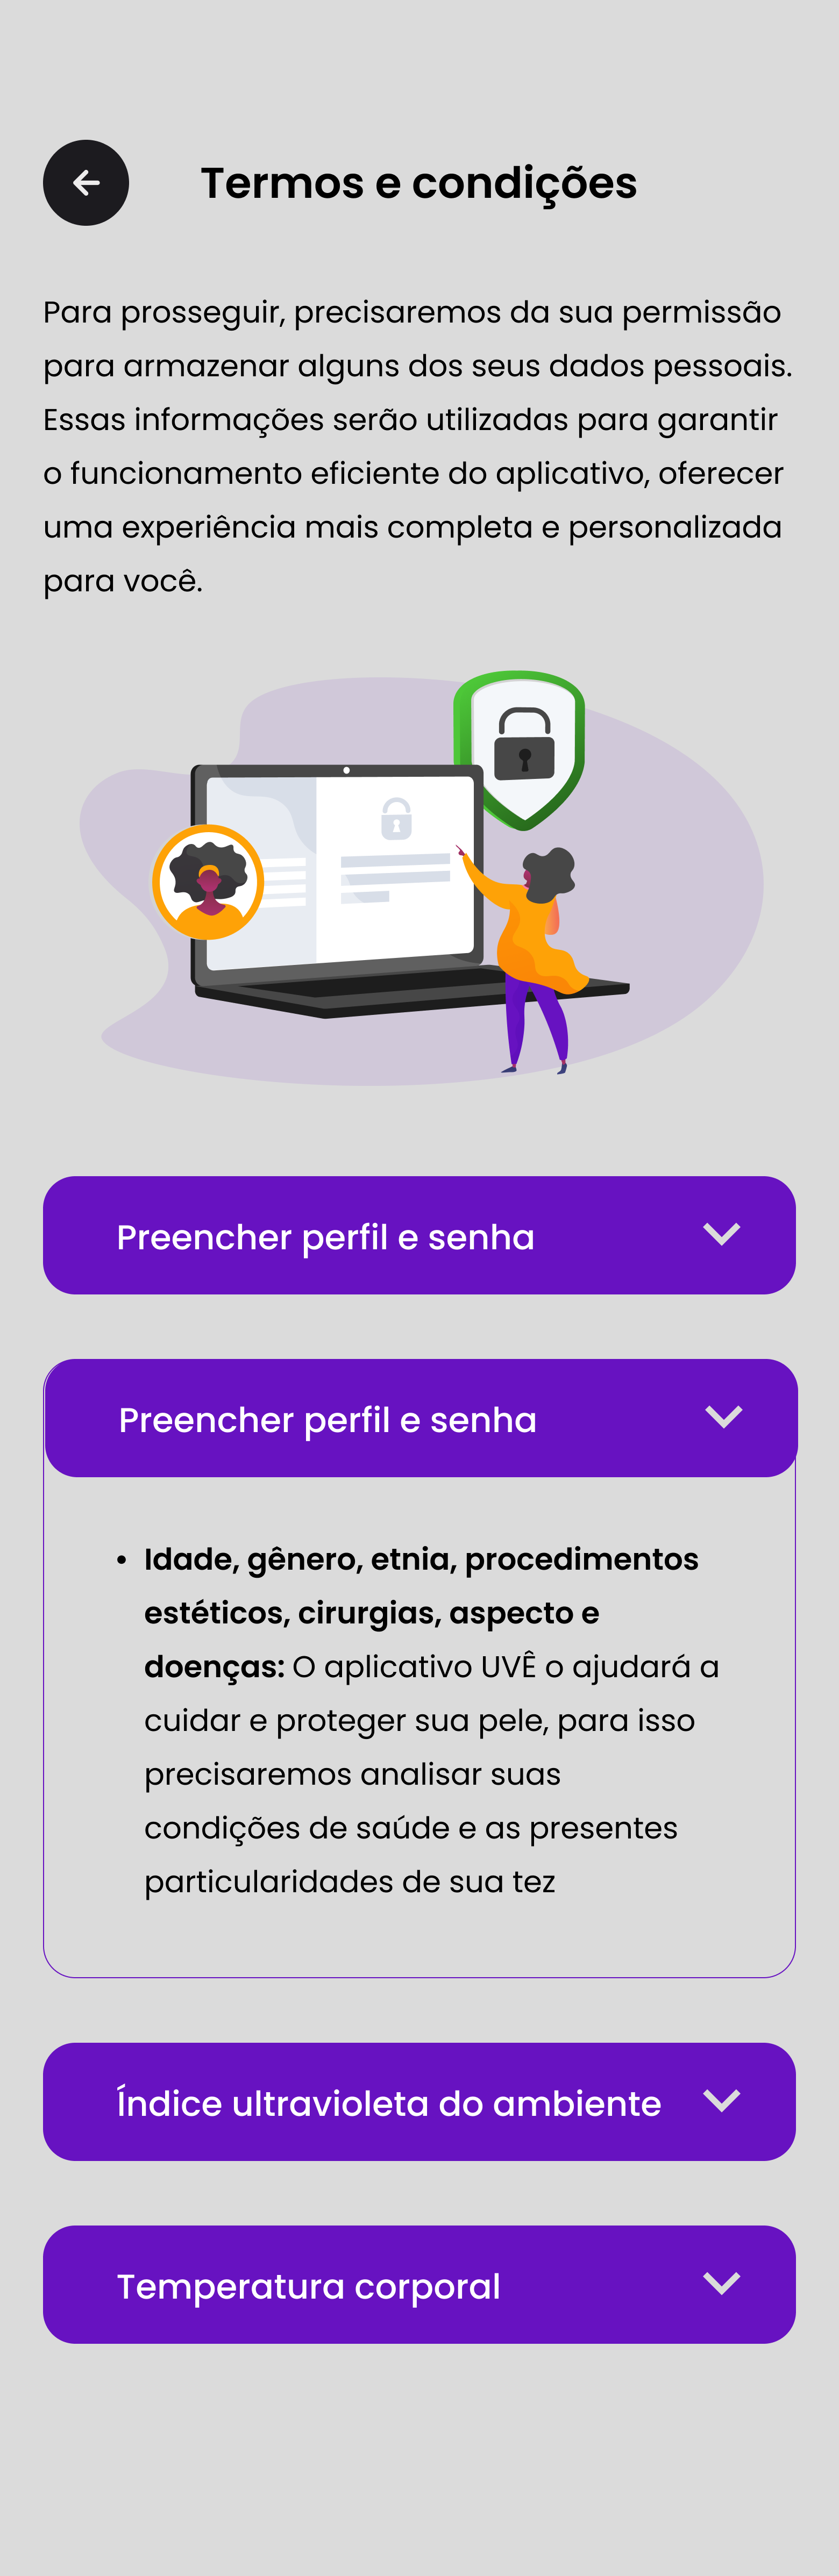 Termos e condições
Para prosseguir, precisaremos da sua permissão
para armazenar alguns dos seus dados pessoais.
Essas informações serão utilizadas para garantir
o funcionamento eficiente do aplicativo, oferecer
uma experiência mais completa e personalizada
para você.
Preencher perfil e senha
Preencher perfil e senha
• Idade, gênero, etnia, procedimentos
estéticos, cirurgias, aspecto e
doenças: O aplicativo UVÊ o ajudará a
cuidar e proteger sua pele, para isso
precisaremos analisar suas
condições de saúde e as presentes
particularidades de sua tez
Índice ultravioleta do ambiente
Temperatura corporal